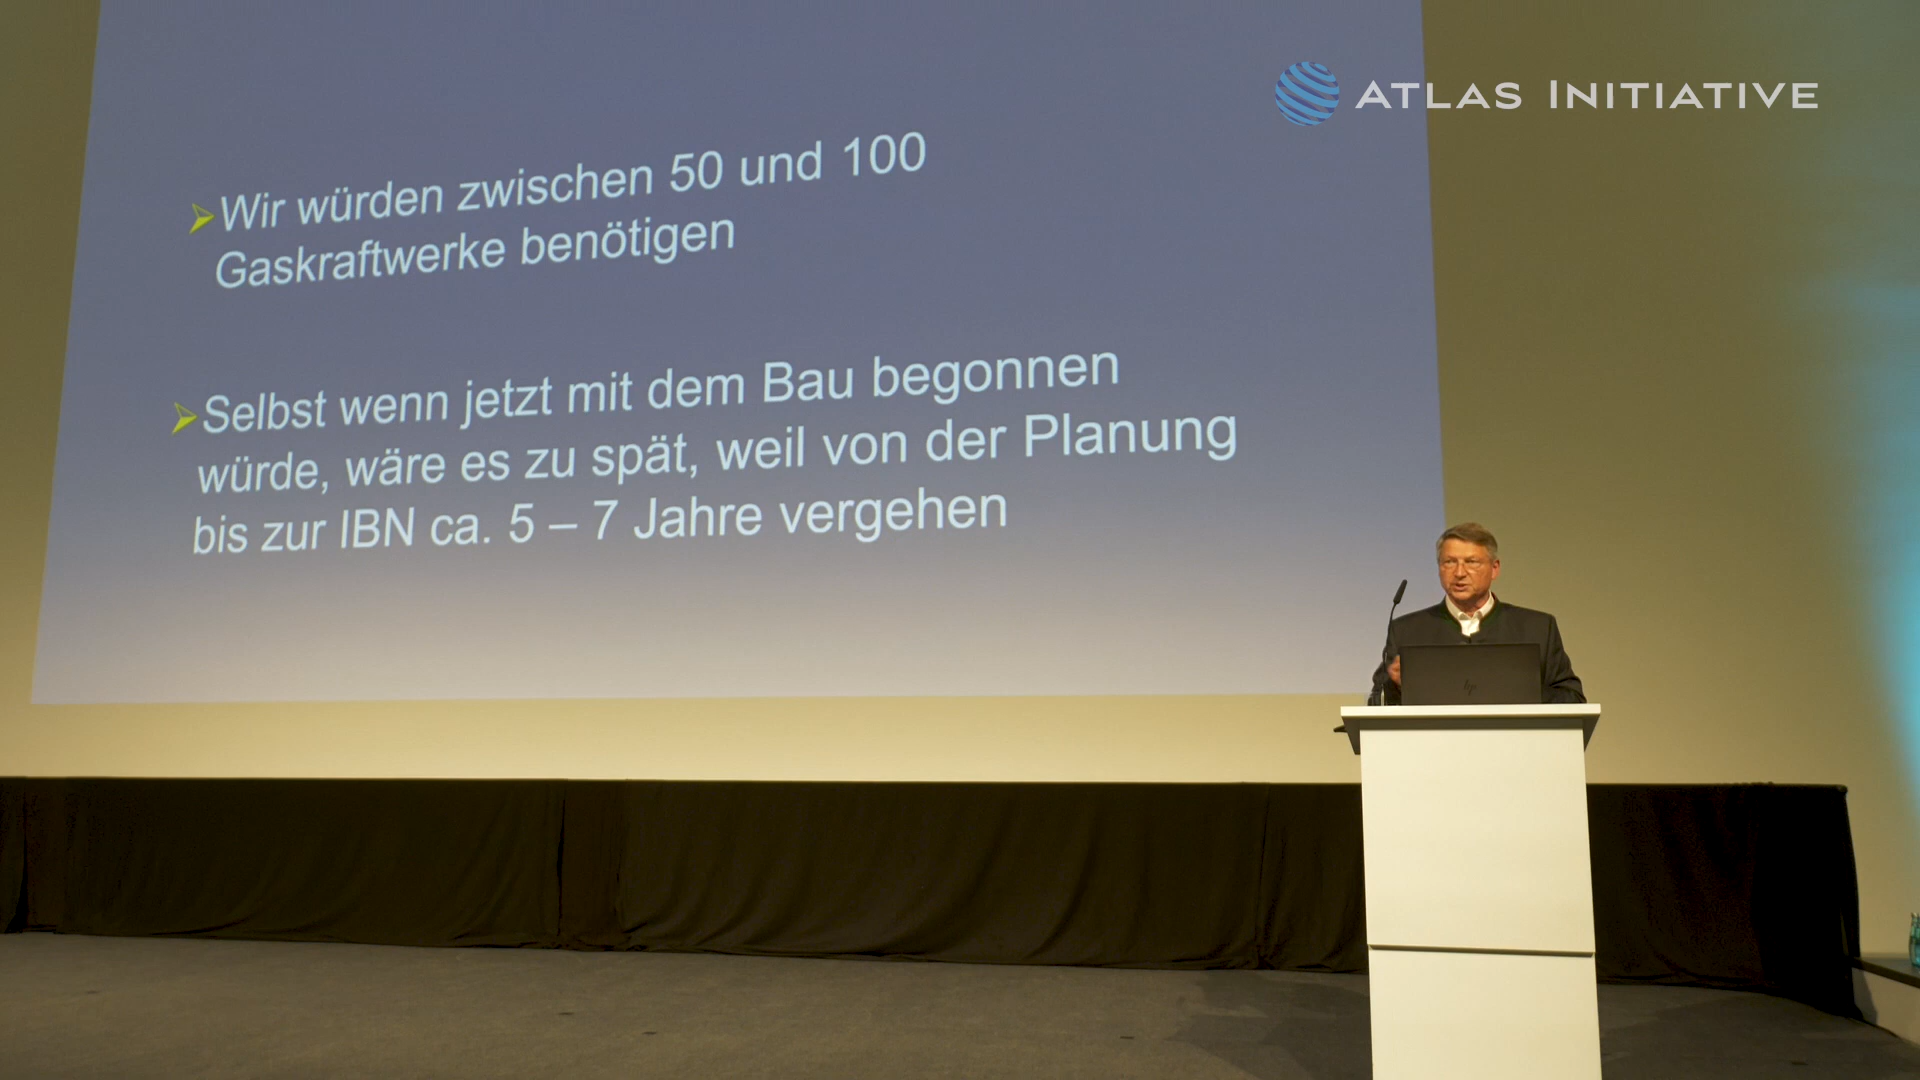 ATLAS INITIATIVE
Wir würden zwischen 50 und 100
Gaskraftwerke benötigen
Selbst wenn jetzt mit dem Bau begonnen
würde, wäre es zu spät, weil von der Planung
bis zur IBN ca. 5 – 7 Jahre vergehen
hp